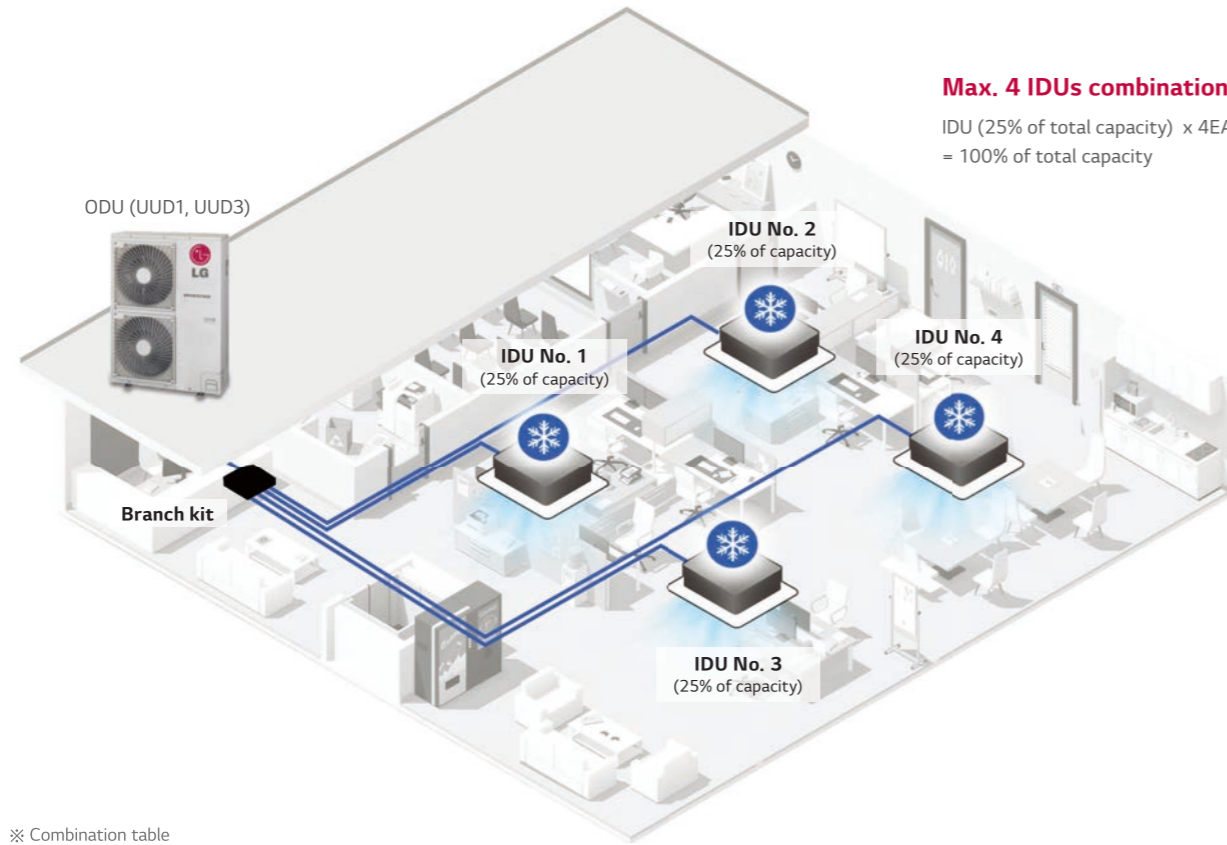 Max. 4 IDUs combination
IDU (25% of total capacity) x 4EA
= 100% of total capacity
ODU (UUD1, UUD3)
LG
IDU No. 2
(25% of capacity)
IDU No. 4
(25% of capacity)
IDU No. 1
(25% of capacity)
Branch kit
IDU No. 3
(25% of capacity)
※ Combination table